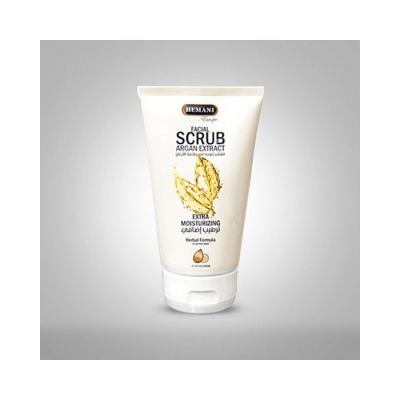 HEMANI
FACIAL
SCRUB
ARGAN EXTRACT
EXTRA
MOISTURIZING
ترطيب إضافي
Herbal Formula